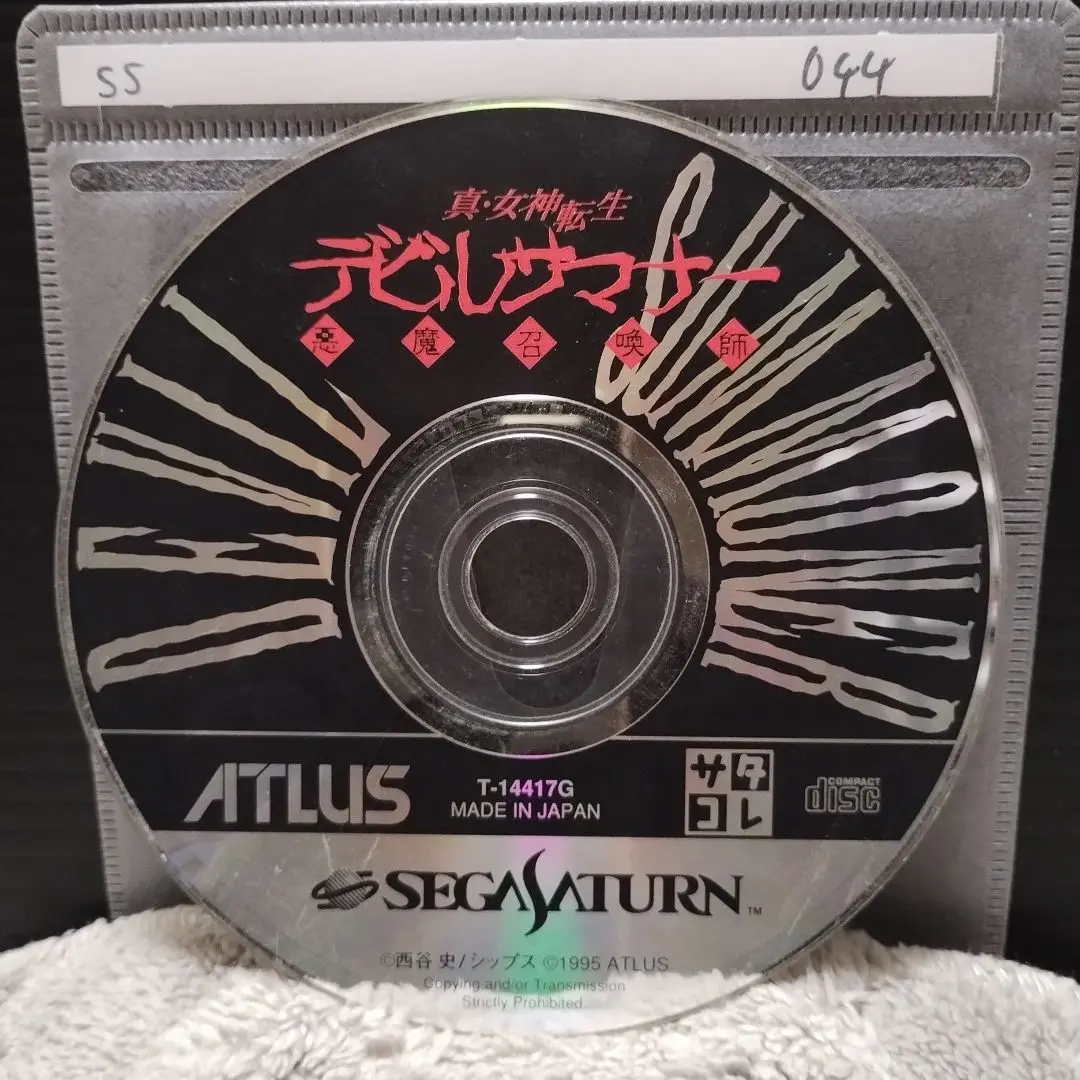 SS 044
真・女神転生
デビルサマナー
悪魔召喚師
DEVIL SUMMONER
ATLUS
T-14417G
MADE IN JAPAN
サタコレ
COMPACT disc
SEGA SATURN™
©西谷 史/シップス ©1995 ATLUS
Copying and/or Transmission
Strictly Prohibited.